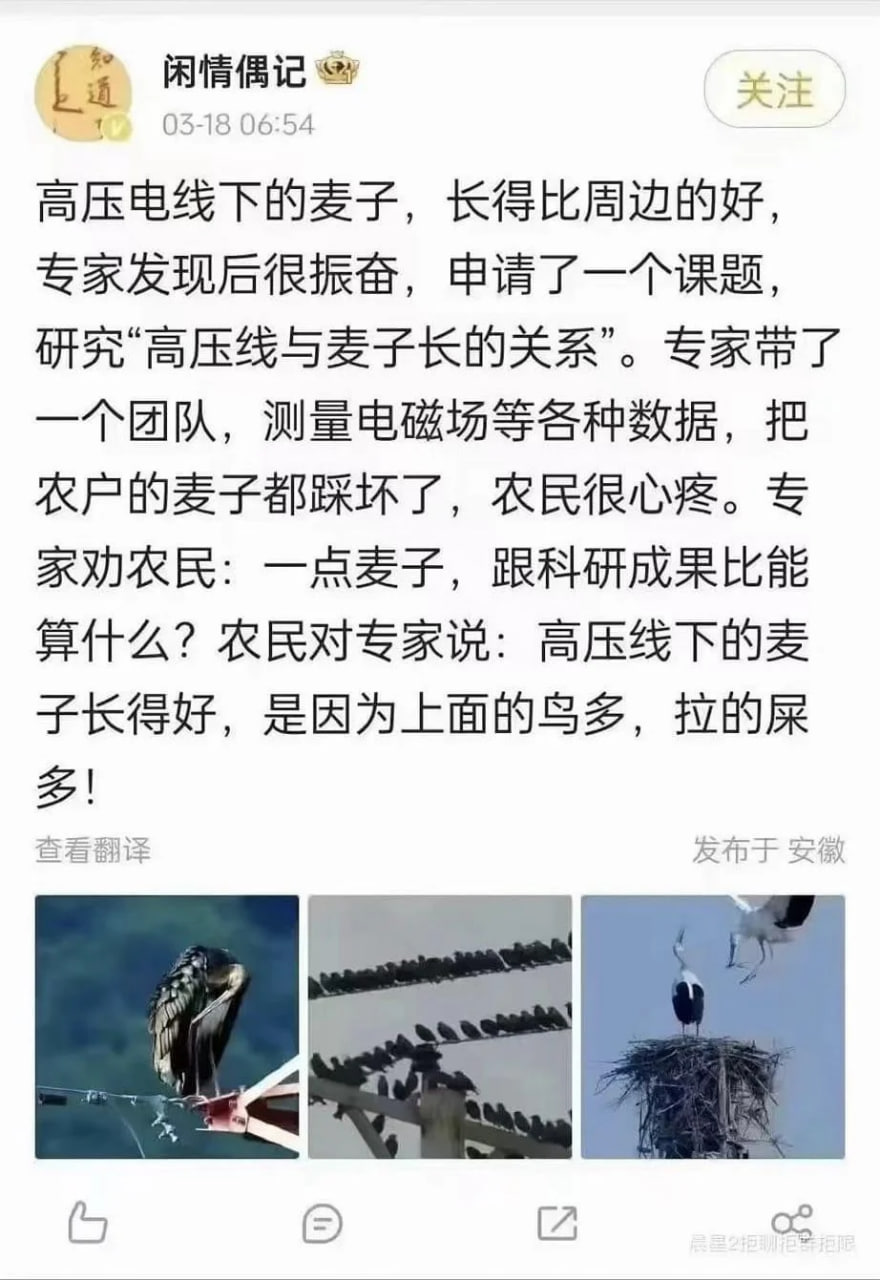 知道
闲情偶记
03-18 06:54
关注
高压电线下的麦子，长得比周边的好，
专家发现后很振奋，申请了一个课题，
研究“高压线与麦子长的关系”。专家带了
一个团队，测量电磁场等各种数据，把
农户的麦子都踩坏了，农民很心疼。专
家劝农民：一点麦子，跟科研成果比能
算什么？农民对专家说：高压线下的麦
子长得好，是因为上面的鸟多，拉的屎
多！
查看翻译
发布于 安徽
晨星2拒聊拒群拒限